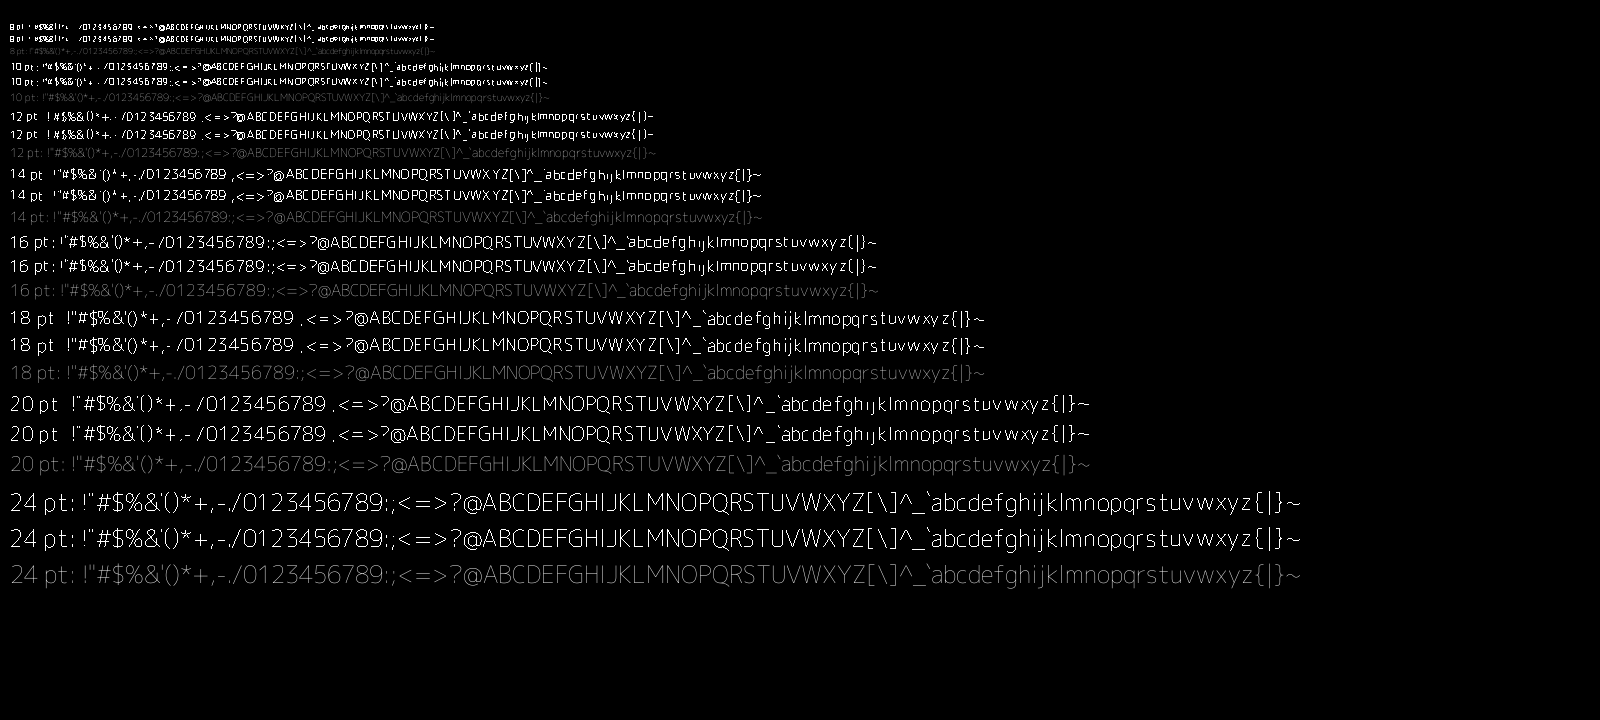 8 pt: !"#$%&'()*+,-./0123456789:;<=>?@ABCDEFGHIJKLMNOPQRSTUVWXYZ[\]^_`abcdefghijklmnopqrstuvwxyz{|}~
8 pt: !"#$%&'()*+,-./0123456789:;<=>?@ABCDEFGHIJKLMNOPQRSTUVWXYZ[\]^_`abcdefghijklmnopqrstuvwxyz{|}~
8 pt: !"#$%&'()*+,-./0123456789:;<=>?@ABCDEFGHIJKLMNOPQRSTUVWXYZ[\]^_`abcdefghijklmnopqrstuvwxyz{|}~
10 pt: !"#$%&'()*+,-./0123456789:;<=>?@ABCDEFGHIJKLMNOPQRSTUVWXYZ[\]^_`abcdefghijklmnopqrstuvwxyz{|}~
10 pt: !"#$%&'()*+,-./0123456789:;<=>?@ABCDEFGHIJKLMNOPQRSTUVWXYZ[\]^_`abcdefghijklmnopqrstuvwxyz{|}~
10 pt: !"#$%&'()*+,-./0123456789:;<=>?@ABCDEFGHIJKLMNOPQRSTUVWXYZ[\]^_`abcdefghijklmnopqrstuvwxyz{|}~
12 pt: !"#$%&'()*+,-./0123456789:;<=>?@ABCDEFGHIJKLMNOPQRSTUVWXYZ[\]^_`abcdefghijklmnopqrstuvwxyz{|}~
12 pt: !"#$%&'()*+,-./0123456789:;<=>?@ABCDEFGHIJKLMNOPQRSTUVWXYZ[\]^_`abcdefghijklmnopqrstuvwxyz{|}~
12 pt: !"#$%&'()*+,-./0123456789:;<=>?@ABCDEFGHIJKLMNOPQRSTUVWXYZ[\]^_`abcdefghijklmnopqrstuvwxyz{|}~
14 pt: !"#$%&'()*+,-./0123456789:;<=>?@ABCDEFGHIJKLMNOPQRSTUVWXYZ[\]^_`abcdefghijklmnopqrstuvwxyz{|}~
14 pt: !"#$%&'()*+,-./0123456789:;<=>?@ABCDEFGHIJKLMNOPQRSTUVWXYZ[\]^_`abcdefghijklmnopqrstuvwxyz{|}~
14 pt: !"#$%&'()*+,-./0123456789:;<=>?@ABCDEFGHIJKLMNOPQRSTUVWXYZ[\]^_`abcdefghijklmnopqrstuvwxyz{|}~
16 pt: !"#$%&'()*+,-./0123456789:;<=>?@ABCDEFGHIJKLMNOPQRSTUVWXYZ[\]^_`abcdefghijklmnopqrstuvwxyz{|}~
16 pt: !"#$%&'()*+,-./0123456789:;<=>?@ABCDEFGHIJKLMNOPQRSTUVWXYZ[\]^_`abcdefghijklmnopqrstuvwxyz{|}~
16 pt: !"#$%&'()*+,-./0123456789:;<=>?@ABCDEFGHIJKLMNOPQRSTUVWXYZ[\]^_`abcdefghijklmnopqrstuvwxyz{|}~
18 pt: !"#$%&'()*+,-./0123456789:;<=>?@ABCDEFGHIJKLMNOPQRSTUVWXYZ[\]^_`abcdefghijklmnopqrstuvwxyz{|}~
18 pt: !"#$%&'()*+,-./0123456789:;<=>?@ABCDEFGHIJKLMNOPQRSTUVWXYZ[\]^_`abcdefghijklmnopqrstuvwxyz{|}~
18 pt: !"#$%&'()*+,-./0123456789:;<=>?@ABCDEFGHIJKLMNOPQRSTUVWXYZ[\]^_`abcdefghijklmnopqrstuvwxyz{|}~
20 pt: !"#$%&'()*+,-./0123456789:;<=>?@ABCDEFGHIJKLMNOPQRSTUVWXYZ[\]^_`abcdefghijklmnopqrstuvwxyz{|}~
20 pt: !"#$%&'()*+,-./0123456789:;<=>?@ABCDEFGHIJKLMNOPQRSTUVWXYZ[\]^_`abcdefghijklmnopqrstuvwxyz{|}~
20 pt: !"#$%&'()*+,-./0123456789:;<=>?@ABCDEFGHIJKLMNOPQRSTUVWXYZ[\]^_`abcdefghijklmnopqrstuvwxyz{|}~
24 pt: !"#$%&'()*+,-./0123456789:;<=>?@ABCDEFGHIJKLMNOPQRSTUVWXYZ[\]^_`abcdefghijklmnopqrstuvwxyz{|}~
24 pt: !"#$%&'()*+,-./0123456789:;<=>?@ABCDEFGHIJKLMNOPQRSTUVWXYZ[\]^_`abcdefghijklmnopqrstuvwxyz{|}~
24 pt: !"#$%&'()*+,-./0123456789:;<=>?@ABCDEFGHIJKLMNOPQRSTUVWXYZ[\]^_`abcdefghijklmnopqrstuvwxyz{|}~